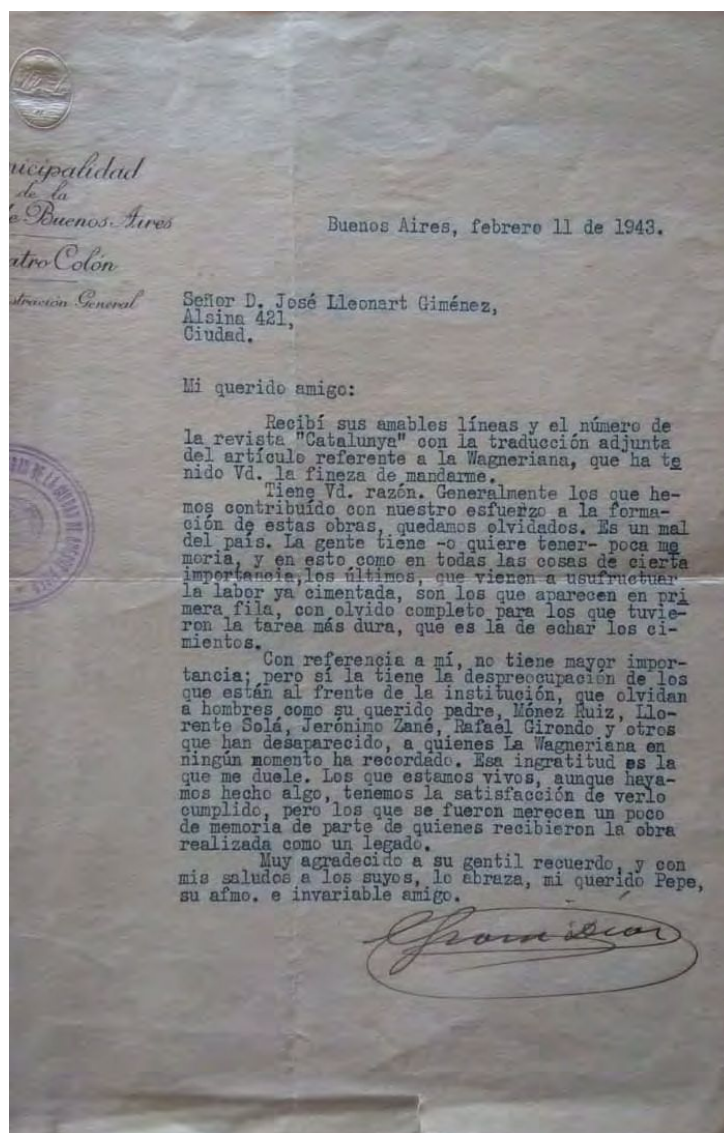 nicipalidad
de la
e Buenos Aires
atro Colón
stración General
Buenos Aires, febrero 11 de 1943.
Señor D. José Lleonart Giménez,
Alsina 421,
Ciudad.
Mi querido amigo:
Recibí sus amables líneas y el número de
la revista "Catalunya" con la traducción adjunta
del artículo referente a la Wagneriana, que ha te
nido Vd. la fineza de mandarme.
Tiene Vd. razón. Generalmente los que he-
mos contribuído con nuestro esfuerzo a la forma-
ción de estas obras, quedamos olvidados. Es un mal
del país. La gente tiene -o quiere tener- poca me
moria, y en esto como en todas las cosas de cierta
importancia,los últimos, que vienen a usufructuar
la labor ya cimentada, son los que aparecen en pri
mera fila, con olvido completo para los que tuvie-
ron la tarea más dura, que es la de echar los ci-
mientos.
Con referencia a mí, no tiene mayor impor-
tancia; pero sí la tiene la despreocupación de los
que están al frente de la institución, que olvidan
a hombres como su querido padre, Mónez Ruiz, Llo-
rente Solá, Jerónimo Zané, Rafael Girondo y otros
que han desaparecido, a quienes La Wagneriana en
ningún momento ha recordado. Esa ingratitud es la
que me duele. Los que estamos vivos, aunque haya-
mos hecho algo, tenemos la satisfacción de verlo
cumplido, pero los que se fueron merecen un poco
de memoria de parte de quienes recibieron la obra
realizada como un legado.
Muy agradecido a su gentil recuerdo, y con
mis saludos a los suyos, lo abraza, mi querido Pepe,
su afmo. e invariable amigo.
DAD DE LA CIUDAD DE BUENOS AIRES